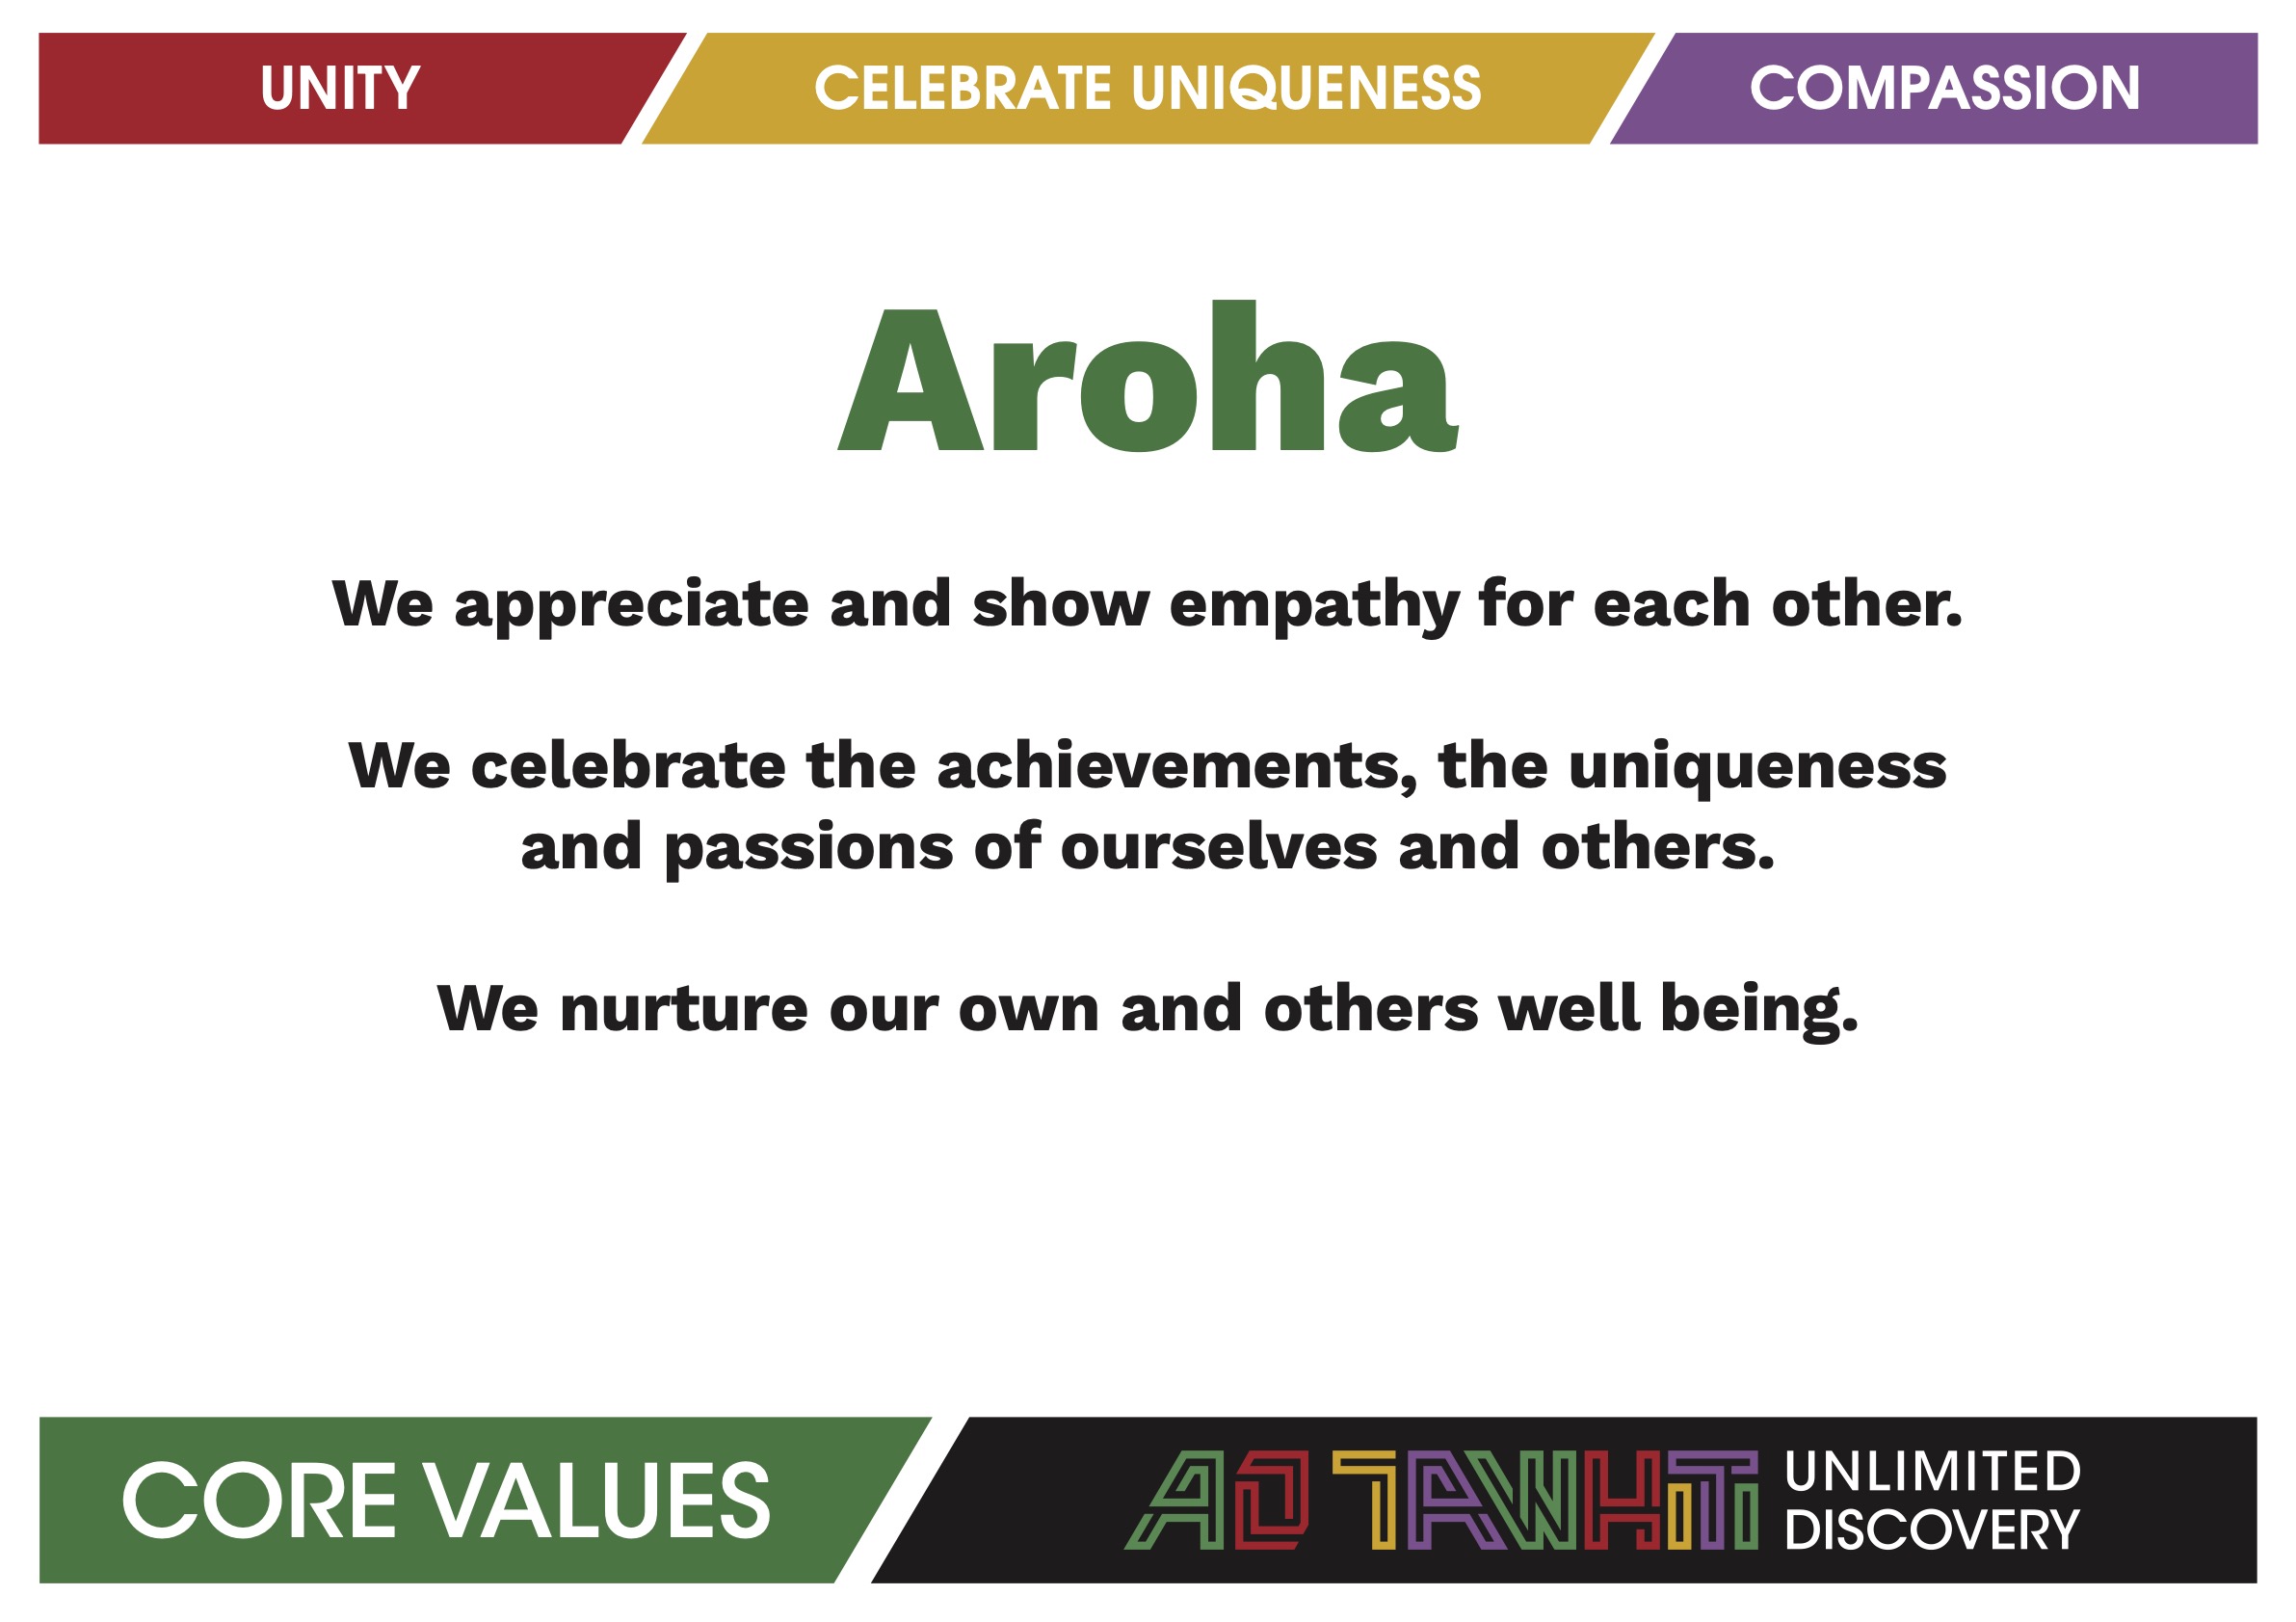 UNITY
CELEBRATE UNIQUENESS
COMPASSION
Aroha
We appreciate and show empathy for each other.
We celebrate the achievements, the uniqueness
and passions of ourselves and others.
We nurture our own and others well being.
CORE VALUES
AO TAWHITI
UNLIMITED
DISCOVERY